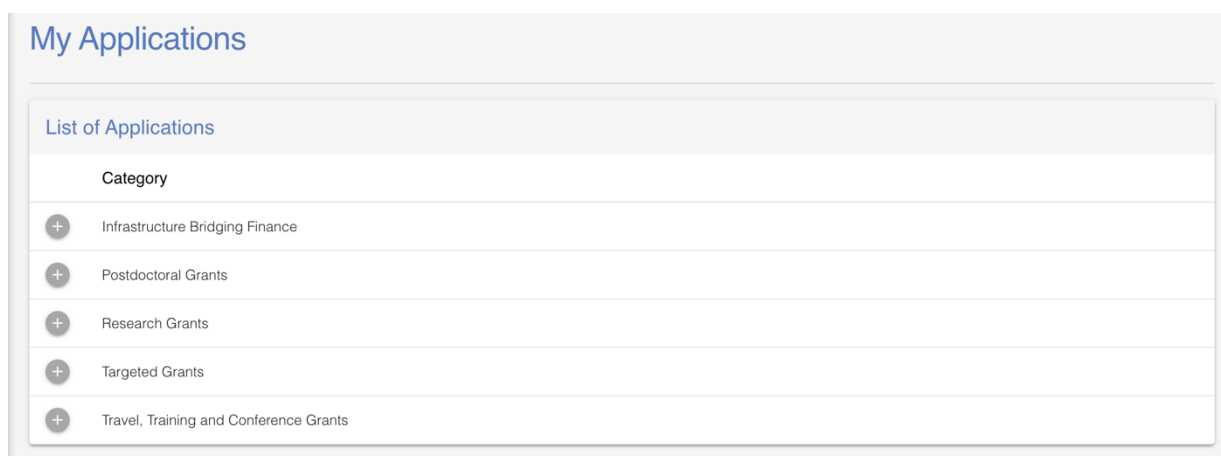 My Applications
List of Applications
Category
Infrastructure Bridging Finance
Postdoctoral Grants
Research Grants
Targeted Grants
Travel, Training and Conference Grants